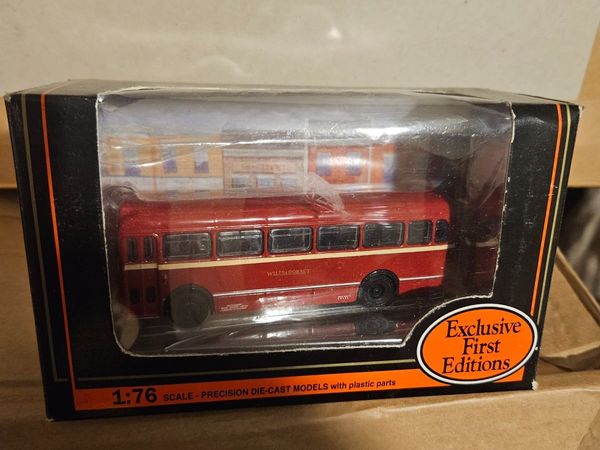 WILTS & DORSET
Exclusive
First
Editions
1:76 SCALE - PRECISION DIE-CAST MODELS with plastic parts